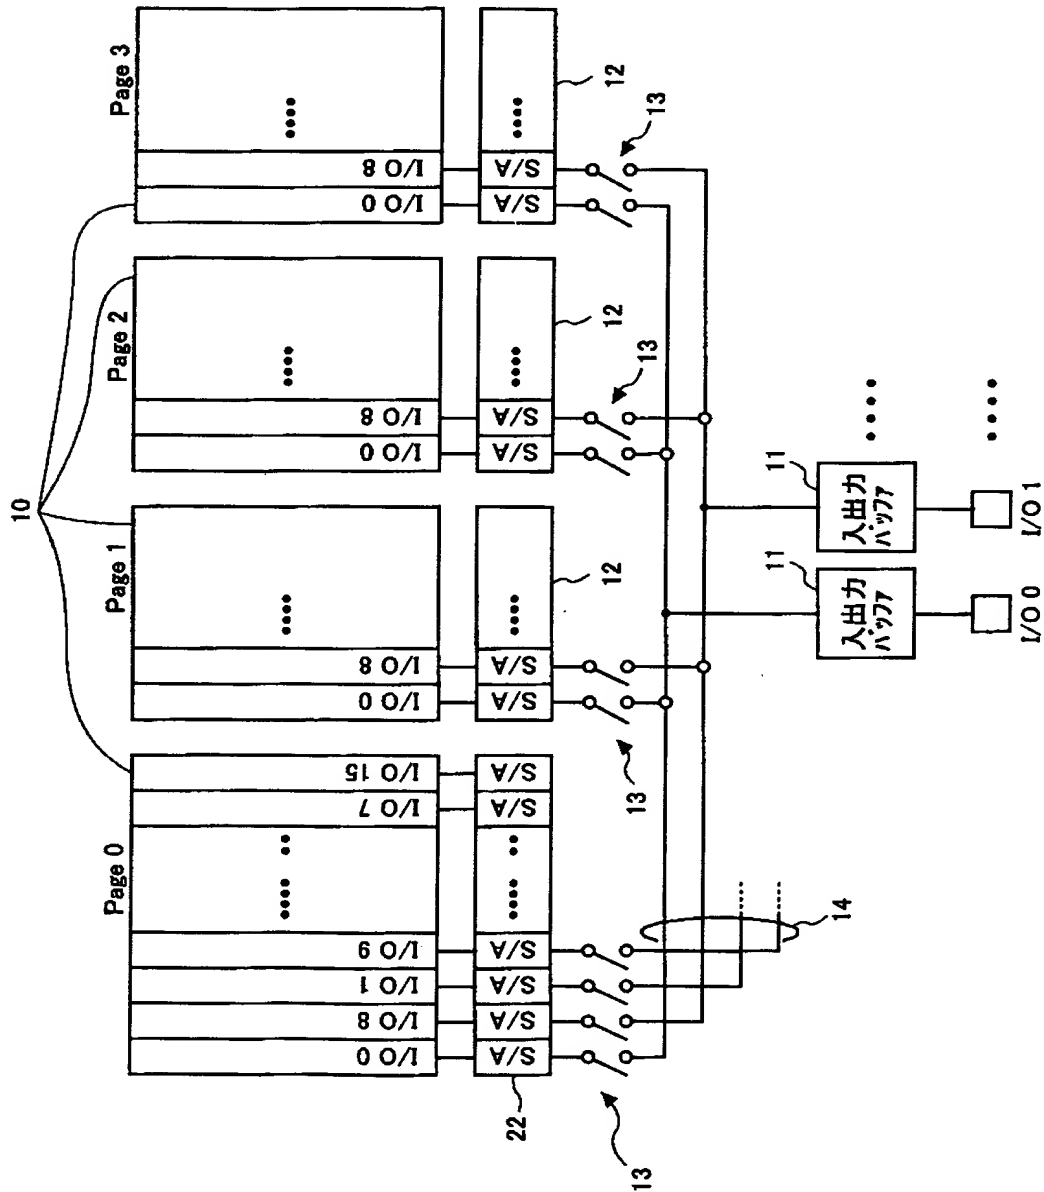 10
Page 0
Page 1
Page 2
Page 3
I/O 0
I/O 8
I/O 1
I/O 9
•••• ••
I/O 7
I/O 15
I/O 0
I/O 8
••••
I/O 0
I/O 8
••••
I/O 0
I/O 8
••••
22
S/A
S/A
S/A
S/A
•••• ••
S/A
S/A
S/A
S/A
••••
12
S/A
S/A
••••
12
S/A
S/A
••••
12
13
13
13
13
14
11
入出力
バッファ
I/O 0
11
入出力
バッファ
I/O 1
••••
••••